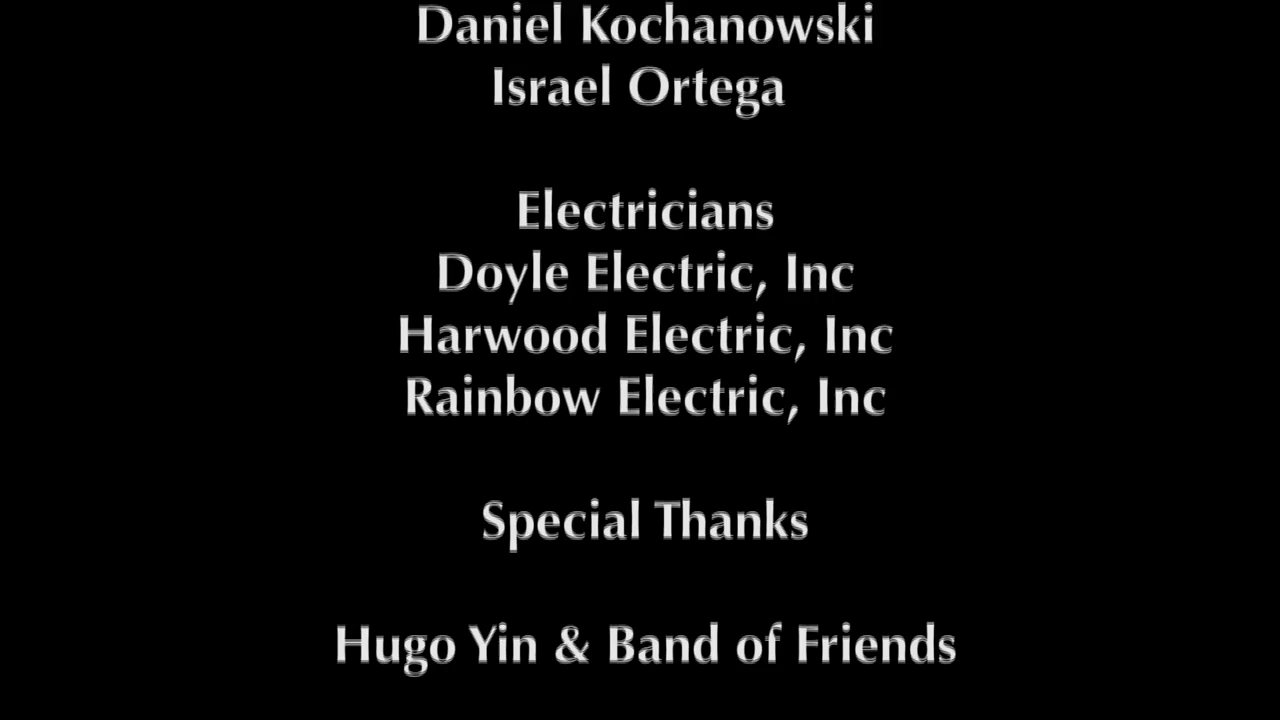 Daniel Kochanowski
Israel Ortega
Electricians
Doyle Electric, Inc
Harwood Electric, Inc
Rainbow Electric, Inc
Special Thanks
Hugo Yin & Band of Friends